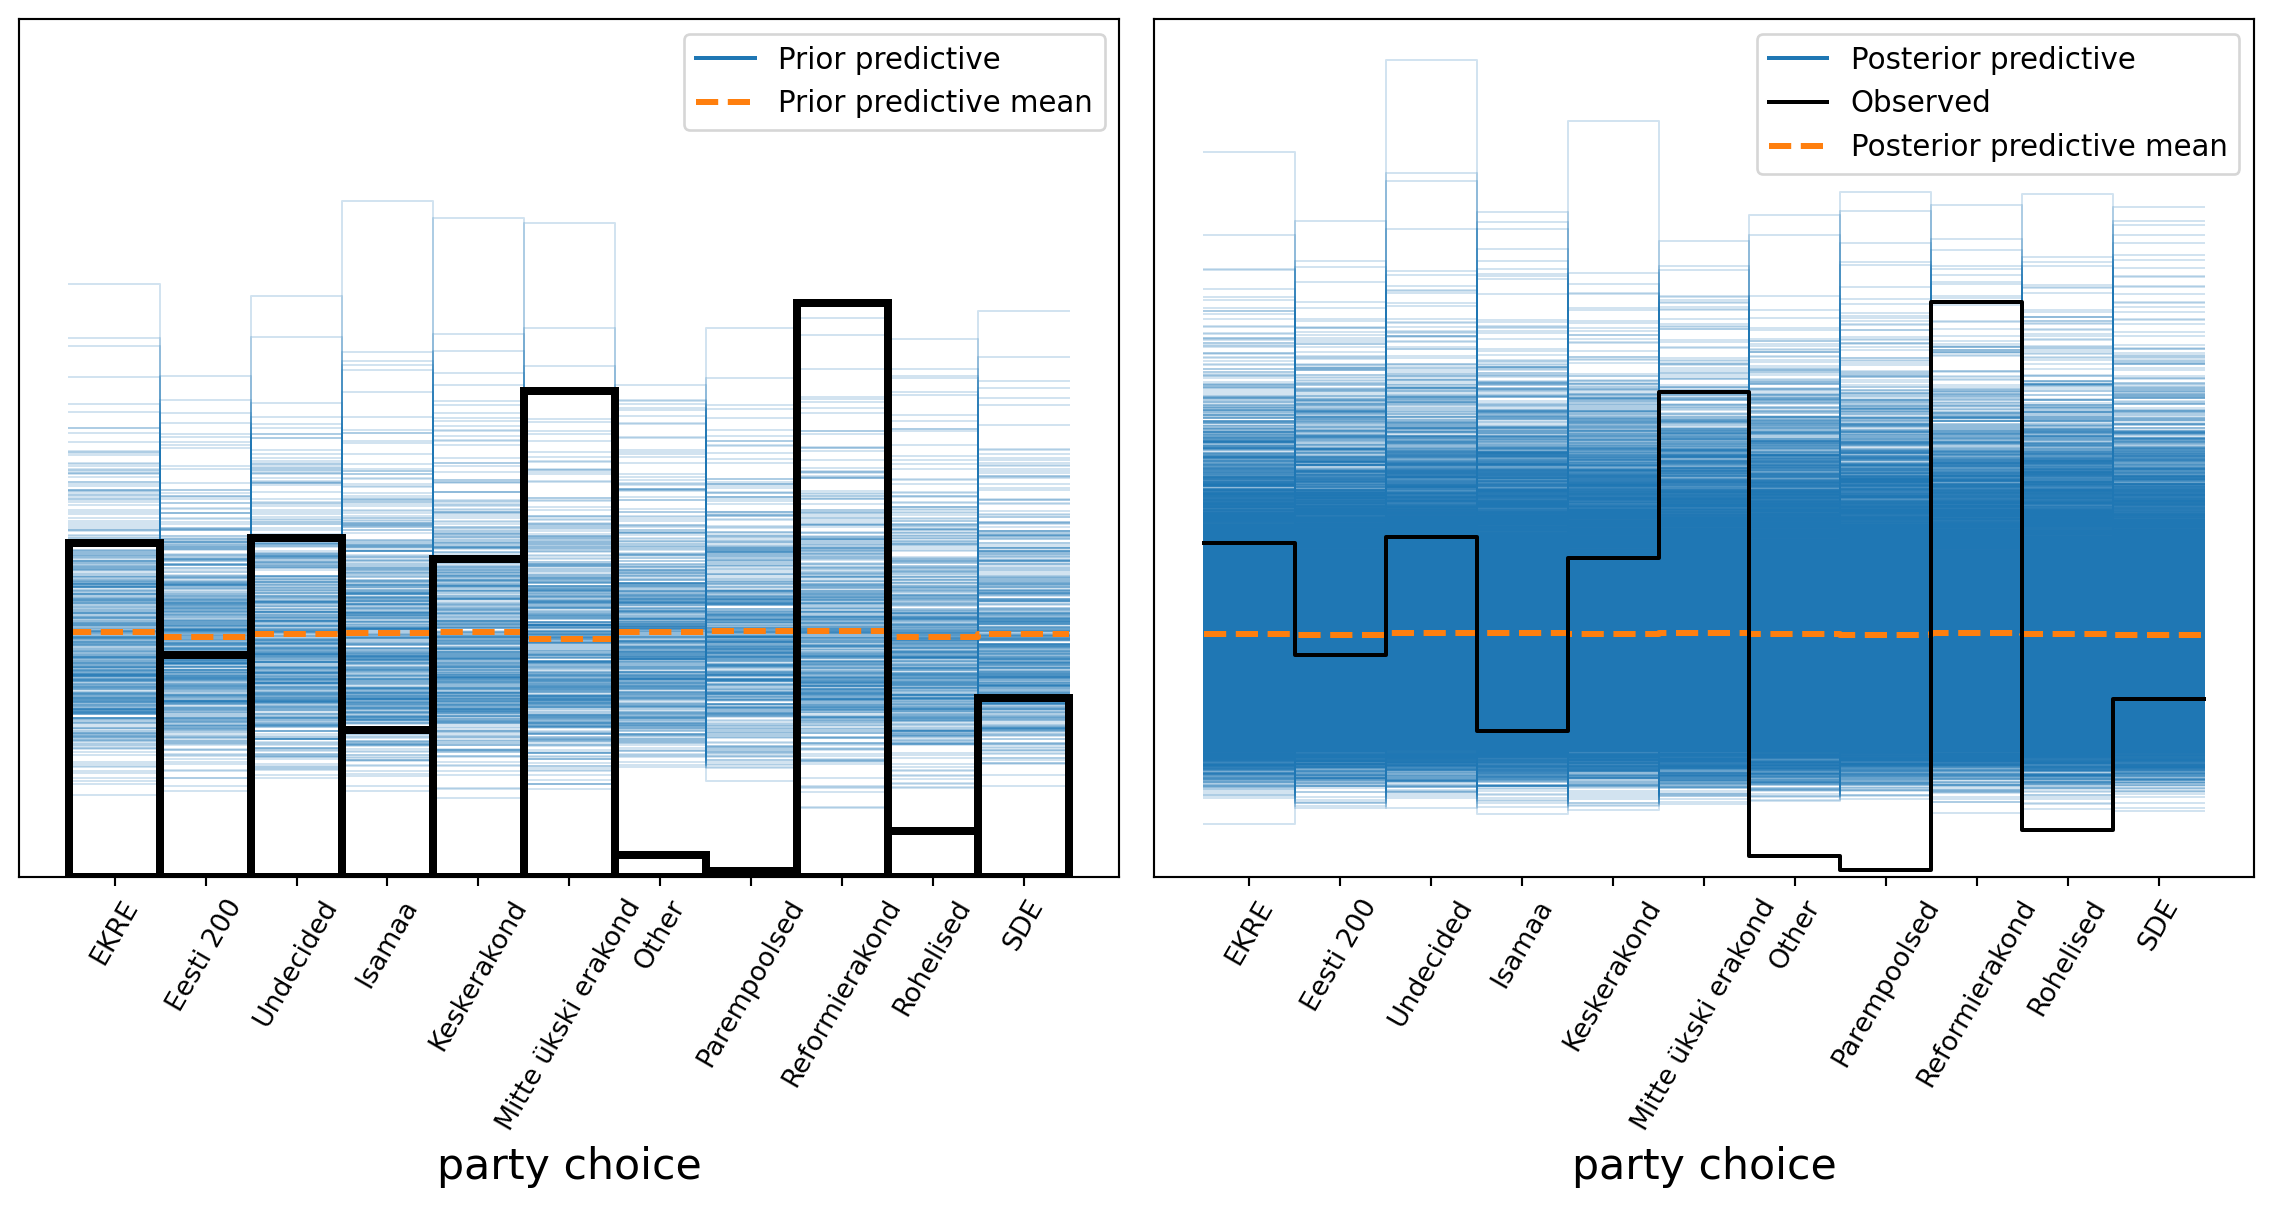 Prior predictive
Prior predictive mean
EKRE
Eesti 200
Undecided
Isamaa
Keskerakond
Mitte ükski erakond
Other
Parempoolsed
Reformierakond
Rohelised
SDE
party choice
Posterior predictive
Observed
Posterior predictive mean
EKRE
Eesti 200
Undecided
Isamaa
Keskerakond
Mitte ükski erakond
Other
Parempoolsed
Reformierakond
Rohelised
SDE
party choice